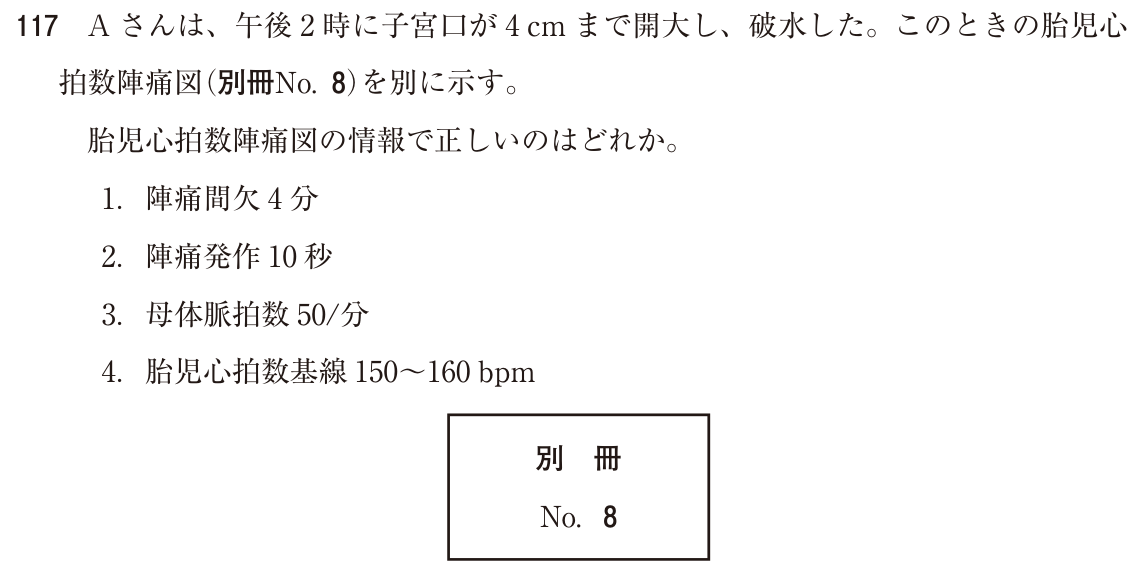 117 Aさんは、午後2時に子宮口が4cmまで開大し、破水した。このときの胎児心
拍数陣痛図(別冊No. 8)を別に示す。
胎児心拍数陣痛図の情報で正しいのはどれか。
1. 陣痛間欠4分
2. 陣痛発作10秒
3. 母体脈拍数50/分
4. 胎児心拍数基線150〜160 bpm
別 冊
No. 8